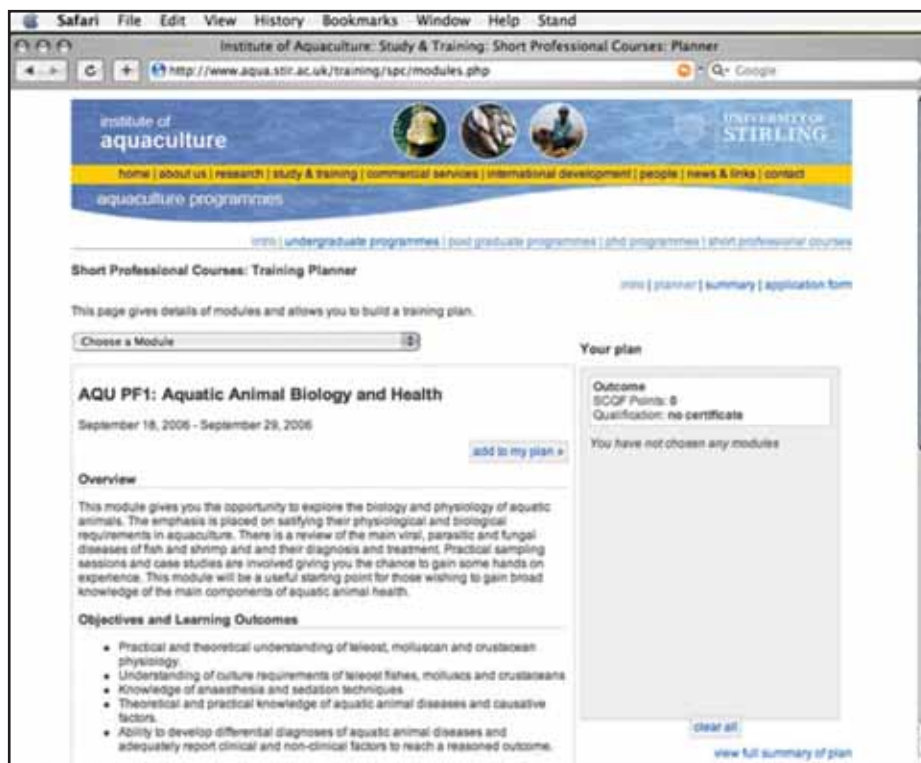 Safari File Edit View History Bookmarks Window Help Stand
Institute of Aquaculture: Study & Training: Short Professional Courses: Planner
http://www.aqua.stir.ac.uk/training/spc/modules.php
Google
institute of
aquaculture
UNIVERSITY OF
STIRLING
home | about us | research | study & training | commercial services | international development | people | news & links | contact
aquaculture programmes
intro | undergraduate programmes | post graduate programmes | phd programmes | short professional courses
Short Professional Courses: Training Planner
intro | planner | summary | application form
This page gives details of modules and allows you to build a training plan.
Choose a Module
Your plan
AQU PF1: Aquatic Animal Biology and Health
September 18, 2006 - September 29, 2006
add to my plan »
Overview
This module gives you the opportunity to explore the biology and physiology of aquatic
animals. The emphasis is placed on satifying their physiological and biological
requirements in aquaculture. There is a review of the main viral, parasitic and fungal
diseases of fish and shrimp and and their diagnosis and treatment. Practical sampling
sessions and case studies are involved giving you the chance to gain some hands on
experience. This module will be a useful starting point for those wishing to gain broad
knowledge of the main components of aquatic animal health.
Objectives and Learning Outcomes
• Practical and theoretical understanding of teleost, molluscan and crustacean
physiology.
• Understanding of culture requirements of teleost fishes, molluscs and crustaceans
• Knowledge of anaesthesia and sedation techniques
• Theoretical and practical knowledge of aquatic animal diseases and causative
factors.
• Ability to develop differential diagnoses of aquatic animal diseases and
adequately report clinical and non-clinical factors to reach a reasoned outcome.
Outcome
SCQF Points: 0
Qualification: no certificate
You have not chosen any modules
clear all
view full summary of plan